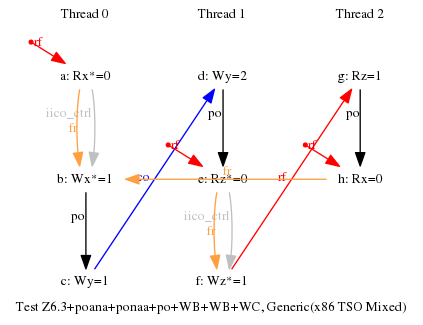 Thread 0 Thread 1 Thread 2
rf
a: Rx*=0 d: Wy=2 g: Rz=1
iico_ctrl po po
fr rf rf
b: Wx*=1 co e: Rz*=0 fr rf h: Rx=0
po iico_ctrl
fr
c: Wy=1 f: Wz*=1
Test Z6.3+poana+ponaa+po+WB+WB+WC, Generic(x86 TSO Mixed)